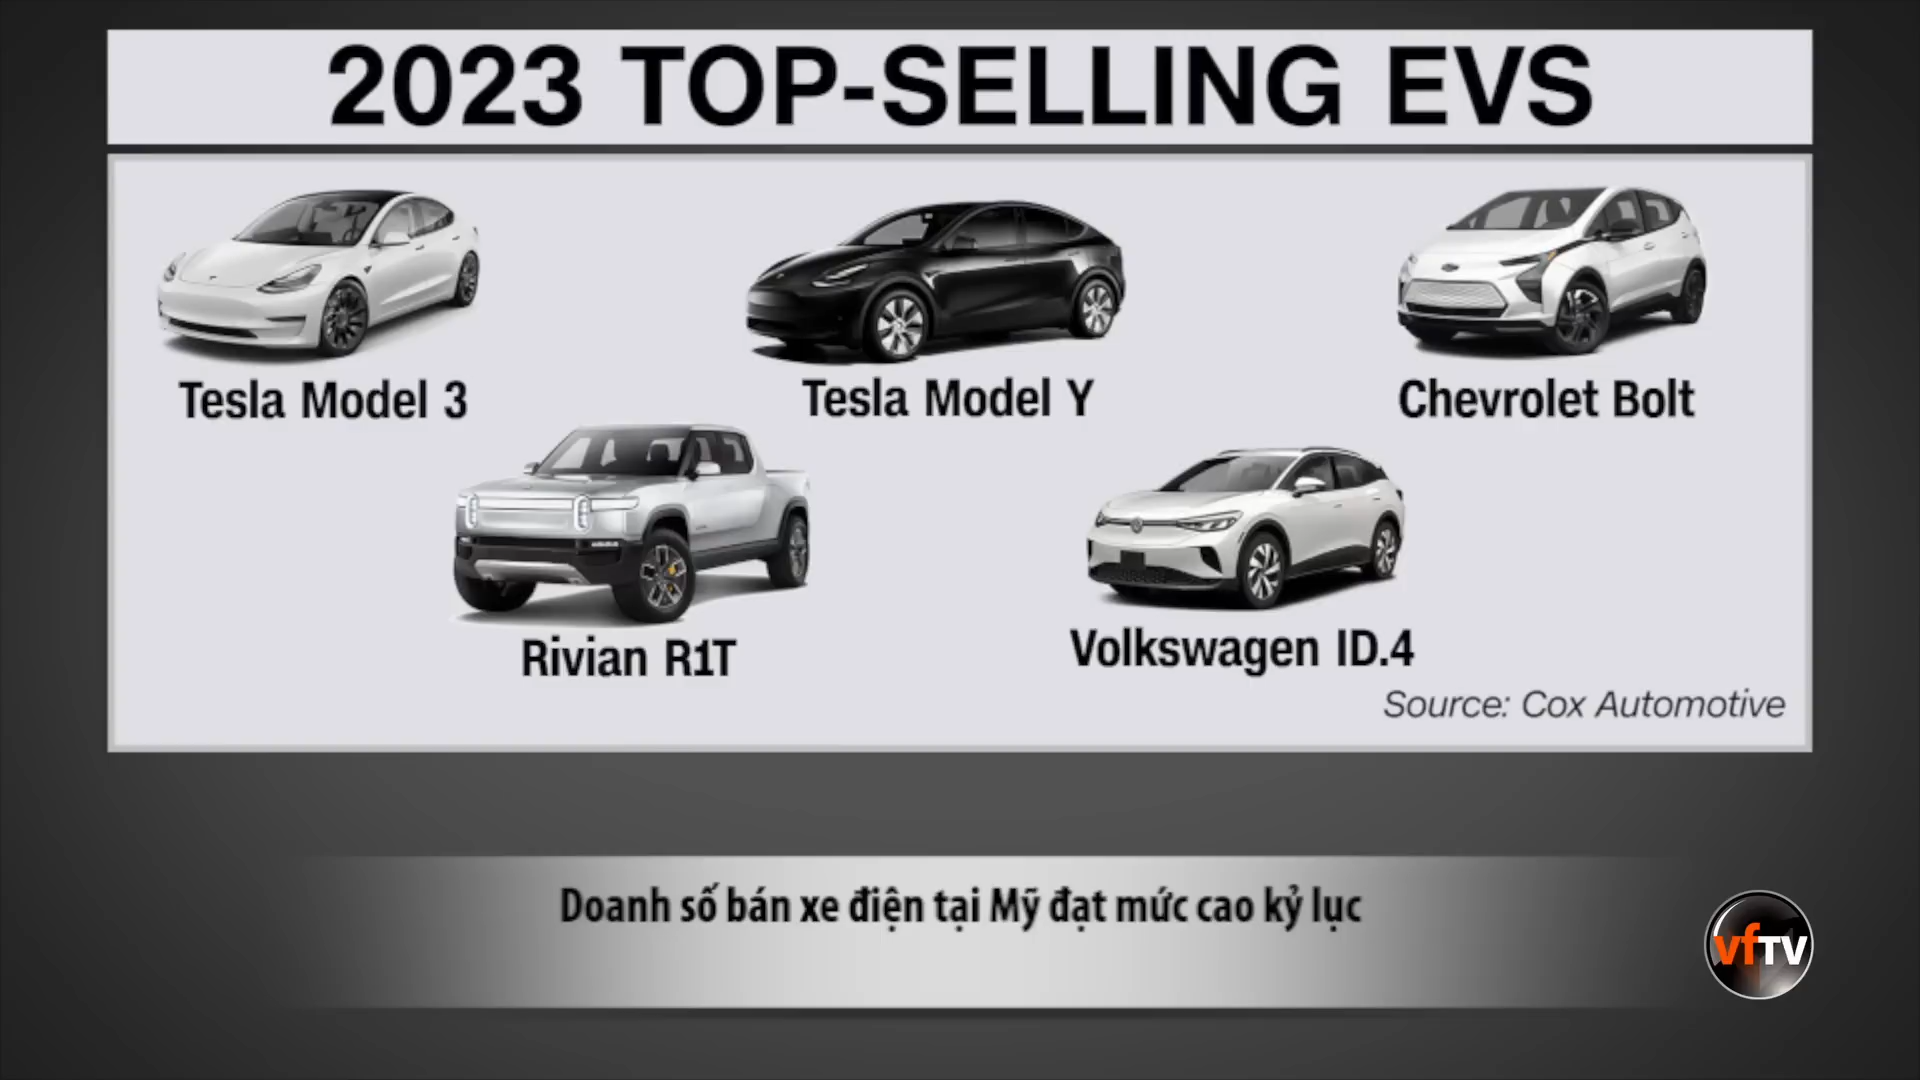 2023 TOP-SELLING EVS
Tesla Model 3
Tesla Model Y
Chevrolet Bolt
Rivian R1T
Volkswagen ID.4
Source: Cox Automotive
Doanh số bán xe điện tại Mỹ đạt mức cao kỷ lục
vfTV